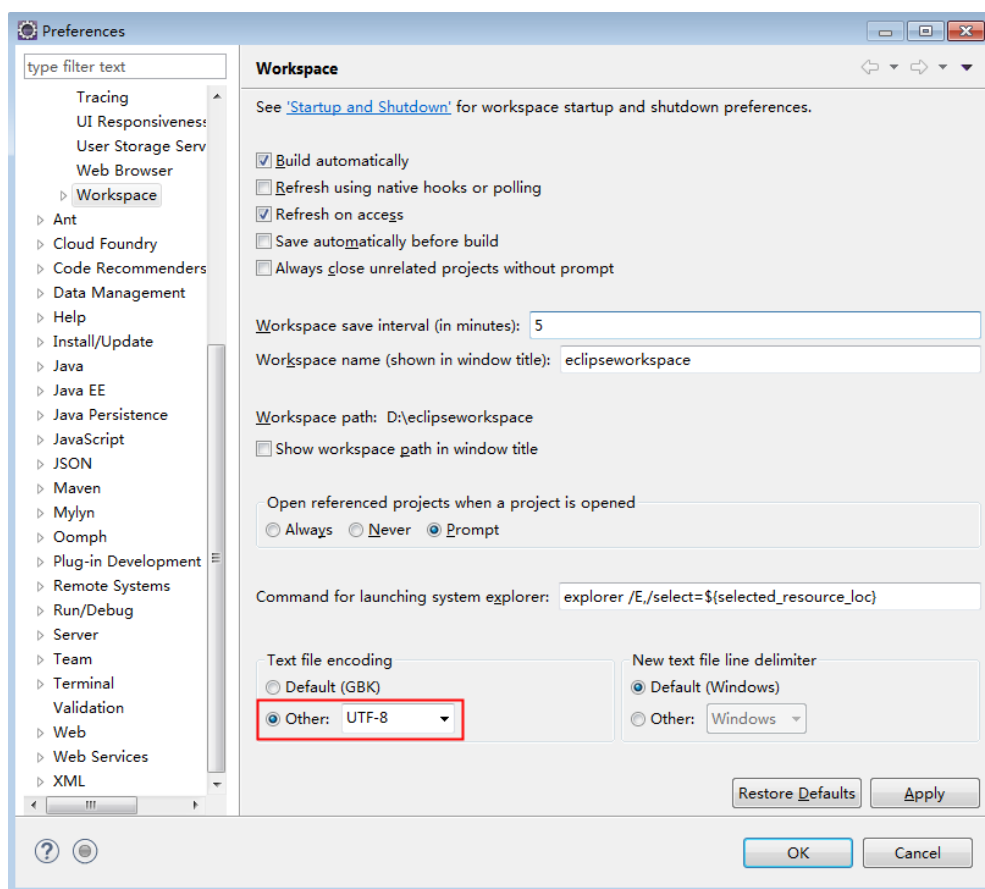 Preferences
type filter text
Tracing
UI Responsiveness
User Storage Serv
Web Browser
Workspace
Ant
Cloud Foundry
Code Recommenders
Data Management
Help
Install/Update
Java
Java EE
Java Persistence
JavaScript
JSON
Maven
Mylyn
Oomph
Plug-in Development
Remote Systems
Run/Debug
Server
Team
Terminal
Validation
Web
Web Services
XML
Workspace
See 'Startup and Shutdown' for workspace startup and shutdown preferences.
Build automatically
Refresh using native hooks or polling
Refresh on access
Save automatically before build
Always close unrelated projects without prompt
Workspace save interval (in minutes): 5
Workspace name (shown in window title): eclipseworkspace
Workspace path: D:\eclipseworkspace
Show workspace path in window title
Open referenced projects when a project is opened
Always Never Prompt
Command for launching system explorer: explorer /E,/select=${selected_resource_loc}
Text file encoding
Default (GBK)
Other: UTF-8
New text file line delimiter
Default (Windows)
Other: Windows
Restore Defaults Apply
OK Cancel